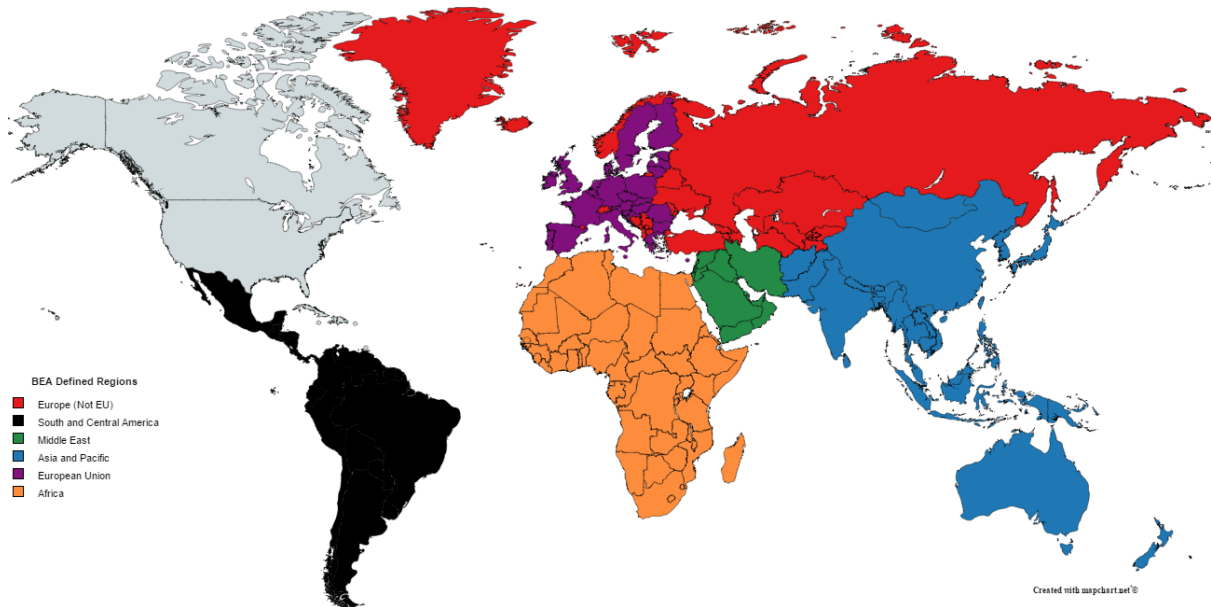 BEA Defined Regions
Europe (Not EU)
South and Central America
Middle East
Asia and Pacific
European Union
Africa
Created with mapchart.net ©